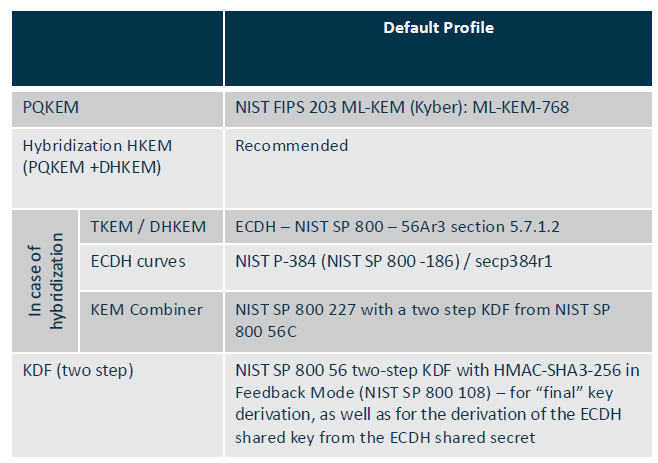 Default Profile
PQKEM
NIST FIPS 203 ML-KEM (Kyber): ML-KEM-768
Hybridization HKEM
(PQKEM +DHKEM)
Recommended
In case of
hybridization
TKEM / DHKEM
ECDH – NIST SP 800 – 56Ar3 section 5.7.1.2
ECDH curves
NIST P-384 (NIST SP 800 -186) / secp384r1
KEM Combiner
NIST SP 800 227 with a two step KDF from NIST SP
800 56C
KDF (two step)
NIST SP 800 56 two-step KDF with HMAC-SHA3-256 in
Feedback Mode (NIST SP 800 108) – for “final” key
derivation, as well as for the derivation of the ECDH
shared key from the ECDH shared secret